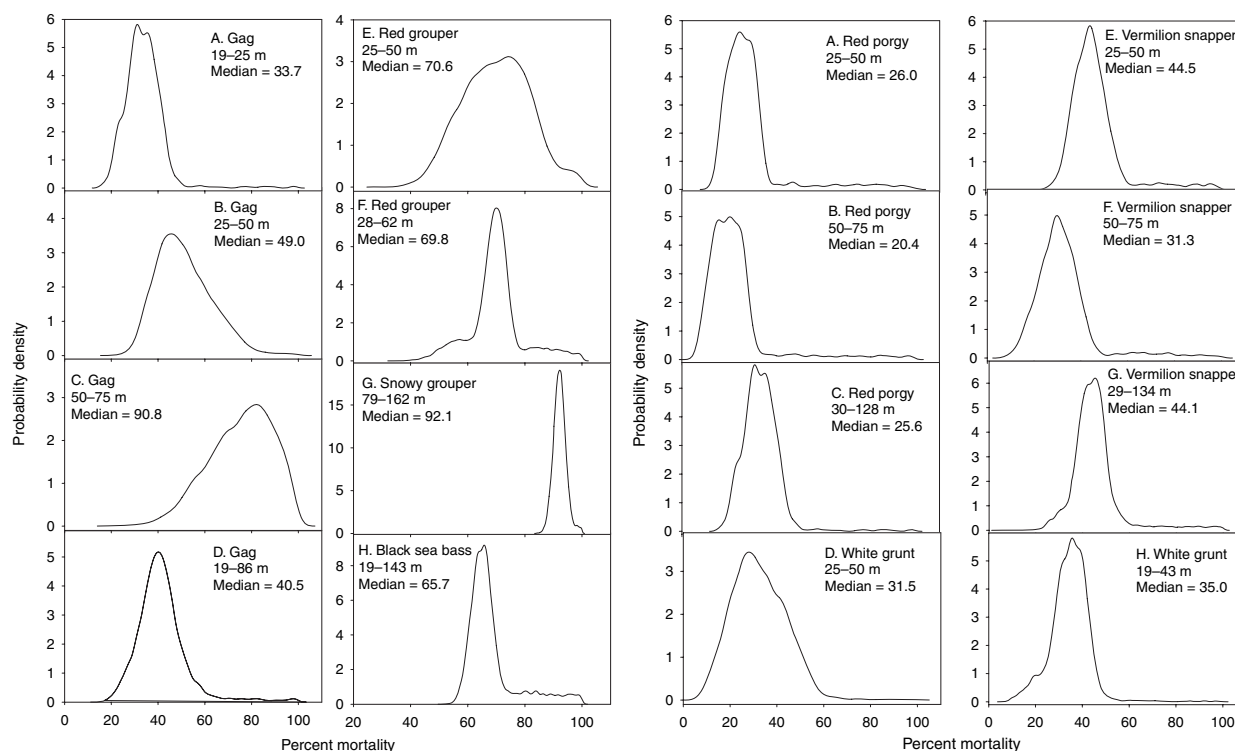 Probability density
6
5
4
3
2
1
0
A. Gag
19–25 m
Median = 33.7
4
3
2
1
0
B. Gag
25–50 m
Median = 49.0
3
2
1
0
C. Gag
50–75 m
Median = 90.8
6
5
4
3
2
1
0
D. Gag
19–86 m
Median = 40.5
0 20 40 60 80 100
4
3
2
1
0
E. Red grouper
25–50 m
Median = 70.6
8
6
4
2
0
F. Red grouper
28–62 m
Median = 69.8
15
10
5
0
G. Snowy grouper
79–162 m
Median = 92.1
8
6
4
2
0
H. Black sea bass
19–143 m
Median = 65.7
20 40 60 80 100
Percent mortality
Probability density
6
5
4
3
2
1
0
A. Red porgy
25–50 m
Median = 26.0
5
4
3
2
1
0
B. Red porgy
50–75 m
Median = 20.4
5
4
3
2
1
0
C. Red porgy
30–128 m
Median = 25.6
3
2
1
0
D. White grunt
25–50 m
Median = 31.5
0 20 40 60 80 100
6
5
4
3
2
1
0
E. Vermilion snapper
25–50 m
Median = 44.5
5
4
3
2
1
0
F. Vermilion snapper
50–75 m
Median = 31.3
6
5
4
3
2
1
0
G. Vermilion snapper
29–134 m
Median = 44.1
5
4
3
2
1
0
H. White grunt
19–43 m
Median = 35.0
20 40 60 80 100
Percent mortality